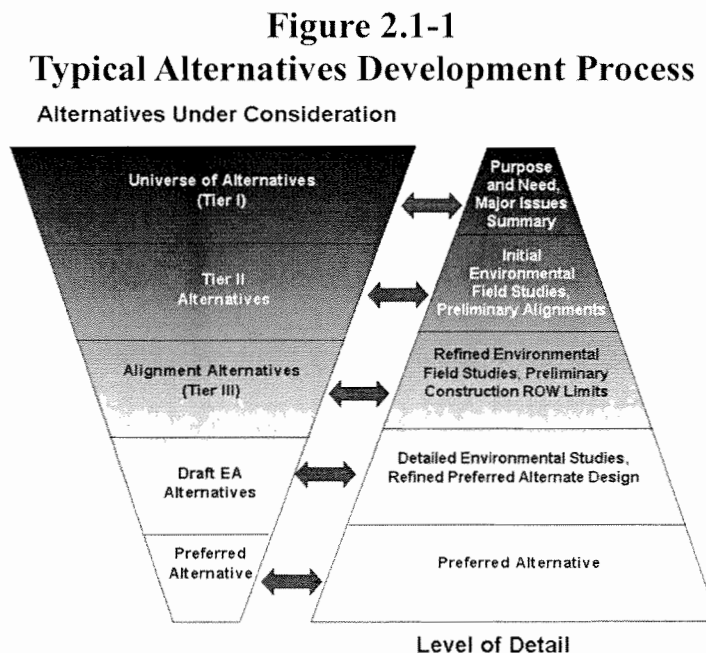 Figure 2.1-1
Typical Alternatives Development Process
Alternatives Under Consideration
Universe of Alternatives
(Tier I)
Tier II
Alternatives
Alignment Alternatives
(Tier III)
Draft EA
Alternatives
Preferred
Alternative
Purpose
and Need,
Major Issues
Summary
Initial
Environmental
Field Studies,
Preliminary Alignments
Refined Environmental
Field Studies, Preliminary
Construction ROW Limits
Detailed Environmental Studies,
Refined Preferred Alternate Design
Preferred Alternative
Level of Detail